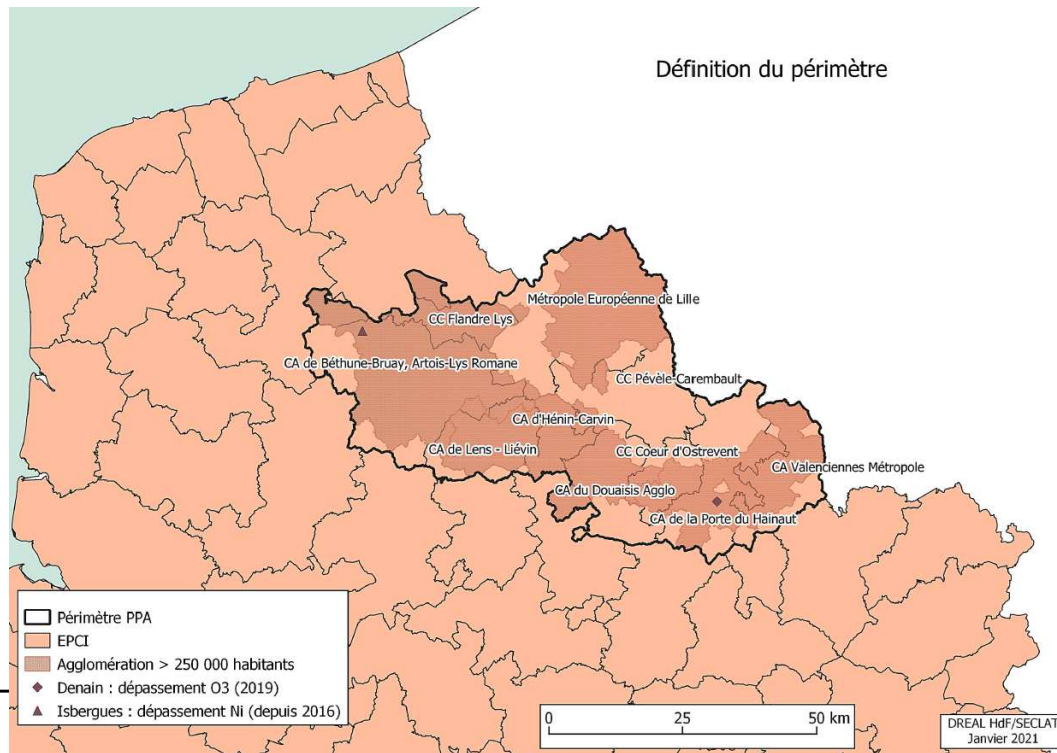 Définition du périmètre
Métropole Européenne de Lille
CC Flandre Lys
CA de Béthune-Bruay, Artois-Lys Romane
CC Pévèle-Carembault
CA d'Hénin-Carvin
CA de Lens - Liévin
CC Coeur d'Ostrevent
CA Valenciennes Métropole
CA du Douaisis Agglo
CA de la Porte du Hainaut
Périmètre PPA
EPCI
Agglomération > 250 000 habitants
Denain : dépassement O3 (2019)
Isbergues : dépassement Ni (depuis 2016)
0 25 50 km
DREAL HdF/SECLAT
Janvier 2021